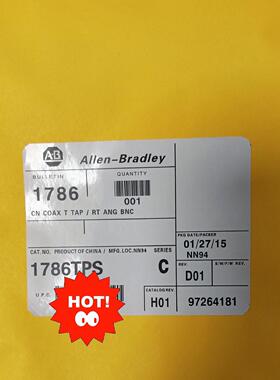 AB Allen-Bradley
BULLETIN QUANTITY
1786 001
CN COAX T TAP / RT ANG BNC
PKG DATE/PACKER
01/27/15
NN94
CAT.NO. PRODUCT OF CHINA / MFG.LOC.NN94 SERIES
1786TPS C
REV. S/W/F/W REV.
D01
U.P.C.
CATALOG REV.
H01 97264181
HOT!